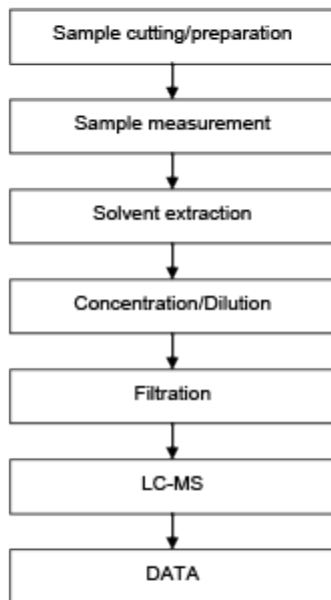 Sample cutting/preparation
Sample measurement
Solvent extraction
Concentration/Dilution
Filtration
LC-MS
DATA